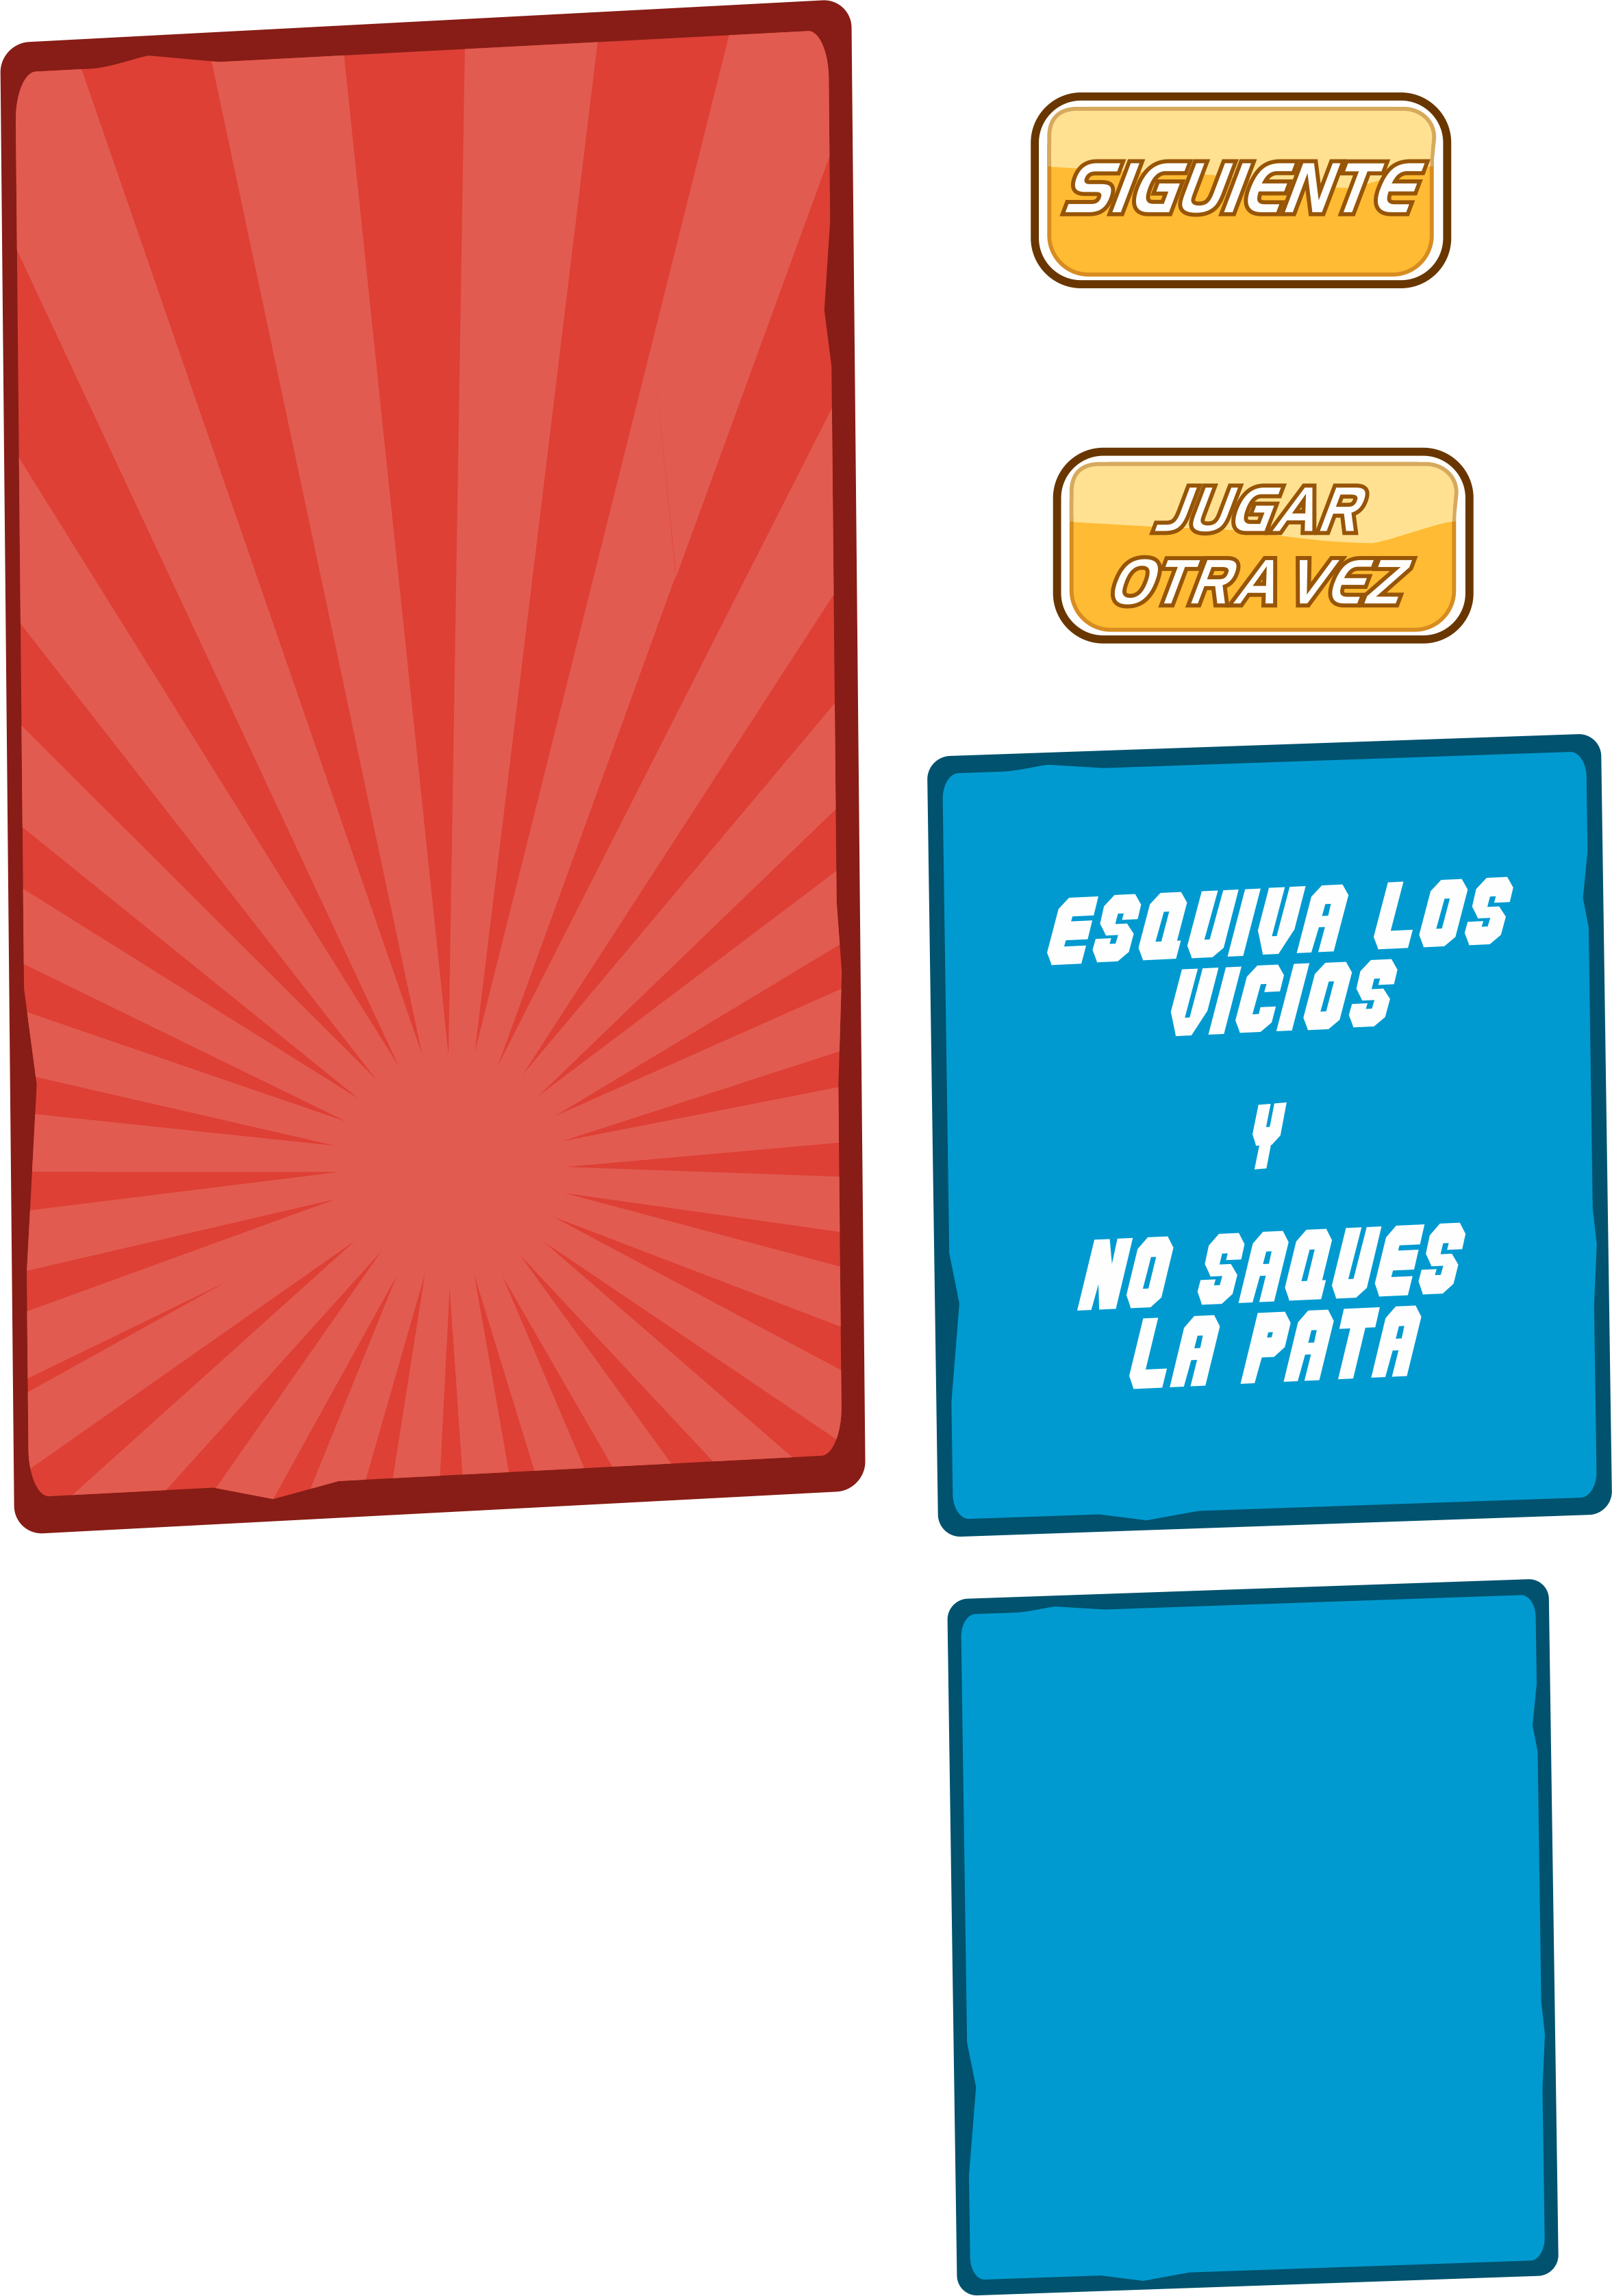 SIGUIENTE
JUGAR
OTRA VEZ
ESQUIVA LOS
VICIOS
Y
NO SAQUES
LA PATA